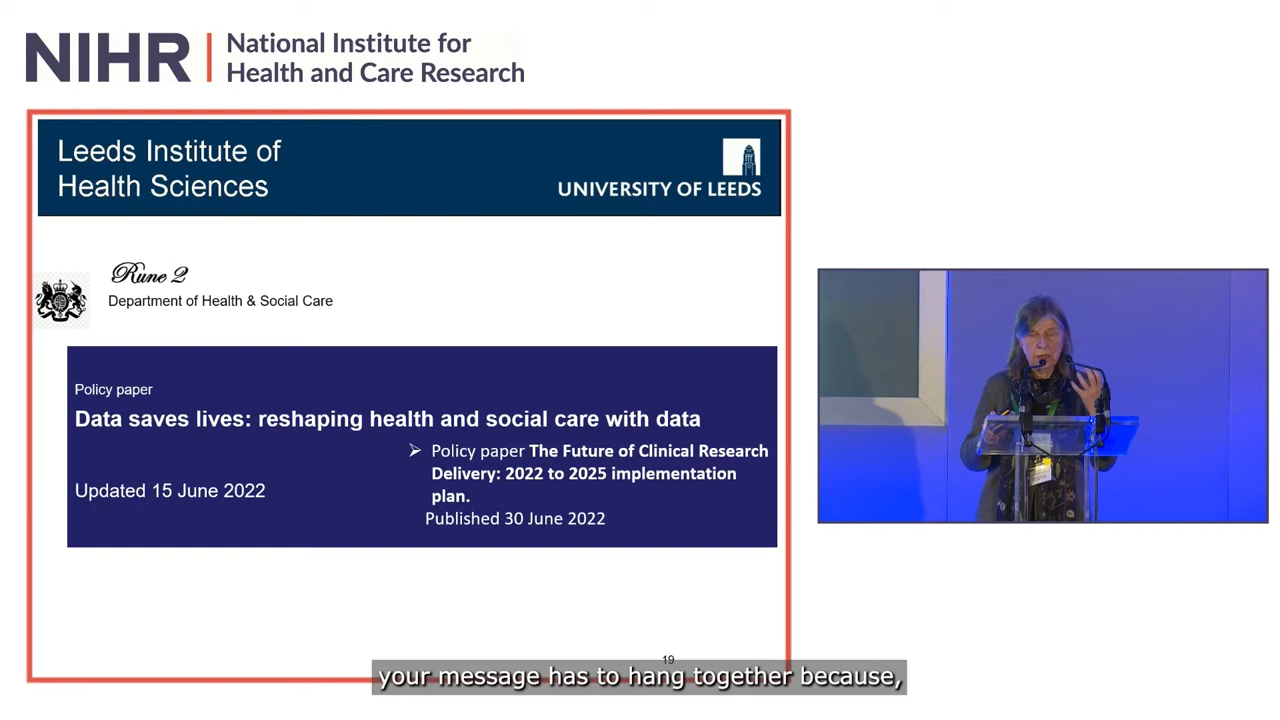 NIHR
National Institute for
Health and Care Research
Leeds Institute of
Health Sciences
UNIVERSITY OF LEEDS
Rune 2
Department of Health & Social Care
Policy paper
Data saves lives: reshaping health and social care with data
➢ Policy paper The Future of Clinical Research
Delivery: 2022 to 2025 implementation
plan.
Updated 15 June 2022
Published 30 June 2022
19
your message has to hang together because,